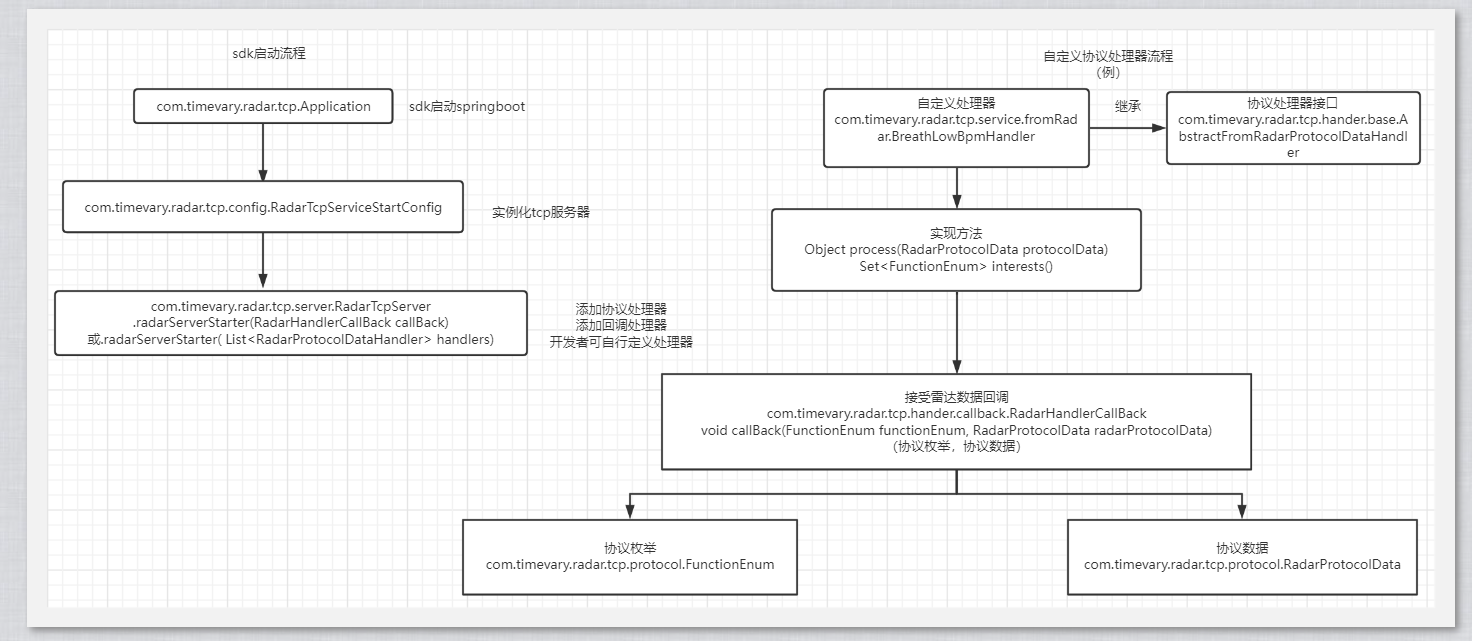 sdk启动流程
com.timevary.radar.tcp.Application
sdk启动springboot
com.timevary.radar.tcp.config.RadarTcpServiceStartConfig
实例化tcp服务器
com.timevary.radar.tcp.server.RadarTcpServer
.radarServerStarter(RadarHandlerCallBack callBack)
或.radarServerStarter( List<RadarProtocolDataHandler> handlers)
添加协议处理器
添加回调处理器
开发者可自行定义处理器
自定义协议处理器流程
（例）
自定义处理器
com.timevary.radar.tcp.service.fromRad
ar.BreathLowBpmHandler
继承
协议处理器接口
com.timevary.radar.tcp.hander.base.A
bstractFromRadarProtocolDataHandl
er
实现方法
Object process(RadarProtocolData protocolData)
Set<FunctionEnum> interests()
接受雷达数据回调
com.timevary.radar.tcp.hander.callback.RadarHandlerCallBack
void callBack(FunctionEnum functionEnum, RadarProtocolData radarProtocolData)
（协议枚举，协议数据）
协议枚举
com.timevary.radar.tcp.protocol.FunctionEnum
协议数据
com.timevary.radar.tcp.protocol.RadarProtocolData